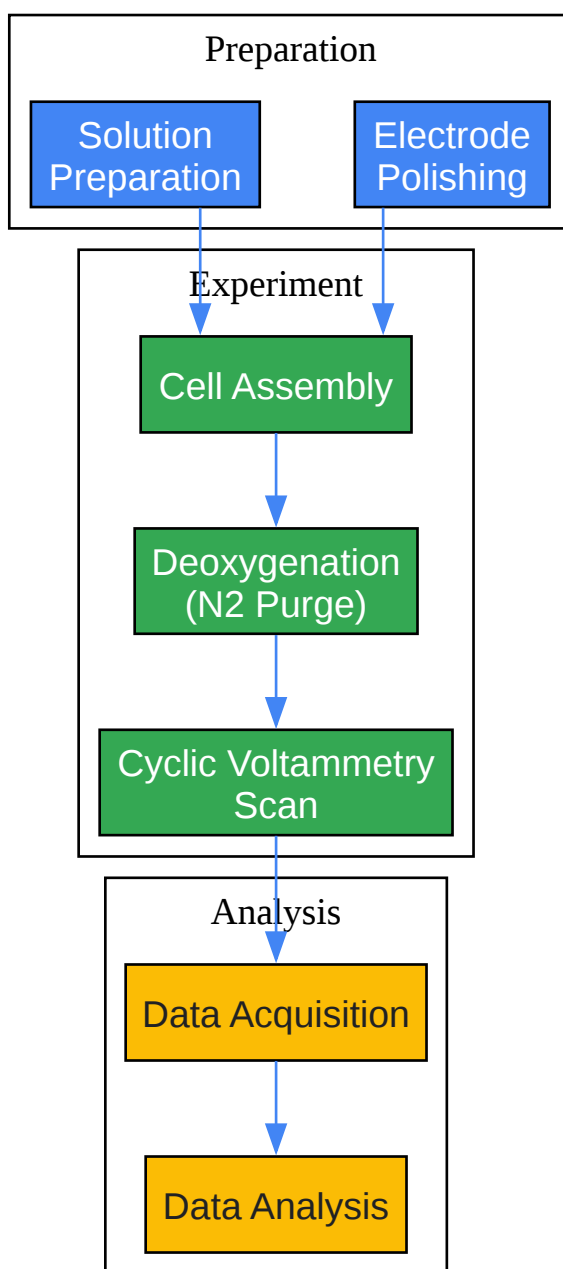 Preparation
Solution
Preparation
Electrode
Polishing
Experiment
Cell Assembly
Deoxygenation
(N2 Purge)
Cyclic Voltammetry
Scan
Analysis
Data Acquisition
Data Analysis